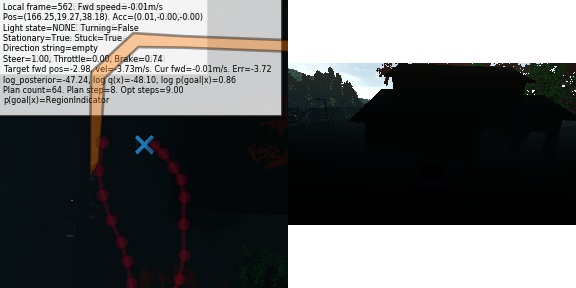 Local frame=562. Fwd speed=-0.01m/s
Pos=(166.25,19.27,38.18). Acc=(0.01,-0.00,-0.00)
Light state=NONE. Turning=False
Stationary=True. Stuck=True
Direction string=empty
Steer=1.00, Throttle=0.00, Brake=0.74
Target fwd pos=-2.98, vel=-3.73m/s. Cur fwd=-0.01m/s. Err=-3.72
log_posterior=-47.24, log q(x)=-48.10, log p(goal|x)=0.86
Plan count=64. Plan step=8. Opt steps=9.00
p(goal|x)=RegionIndicator